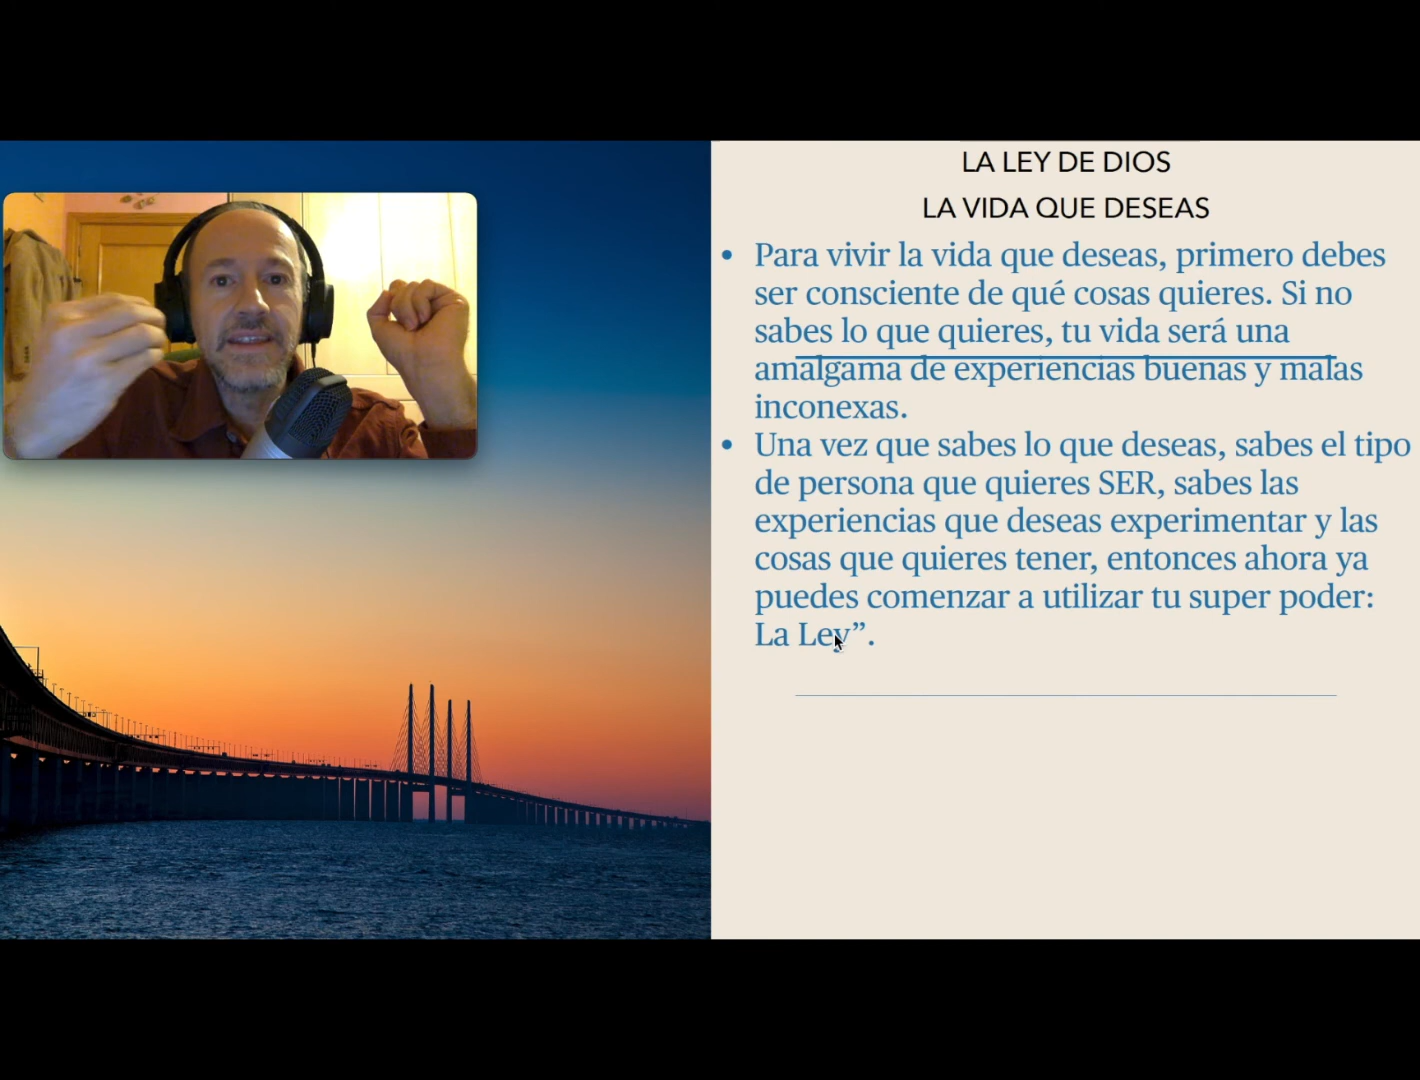 LA LEY DE DIOS
LA VIDA QUE DESEAS
• Para vivir la vida que deseas, primero debes
ser consciente de qué cosas quieres. Si no
sabes lo que quieres, tu vida será una
amalgama de experiencias buenas y malas
inconexas.
• Una vez que sabes lo que deseas, sabes el tipo
de persona que quieres SER, sabes las
experiencias que deseas experimentar y las
cosas que quieres tener, entonces ahora ya
puedes comenzar a utilizar tu super poder:
La Ley”.